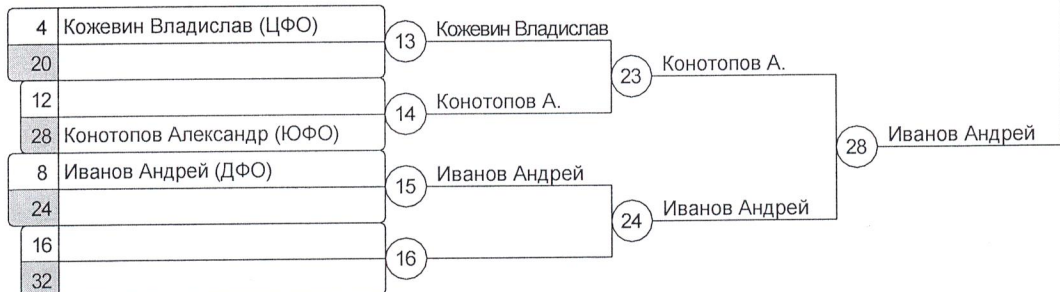 4 Кожевин Владислав (ЦФО)
20
12
28 Конотопов Александр (ЮФО)
8 Иванов Андрей (ДФО)
24
16
32
13 Кожевин Владислав
14 Конотопов А.
15 Иванов Андрей
16
23 Конотопов А.
24 Иванов Андрей
28 Иванов Андрей